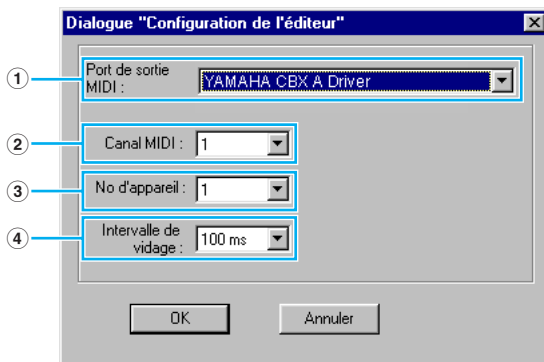 Dialogue "Configuration de l'éditeur"
① Port de sortie MIDI : YAMAHA CBX A Driver
② Canal MIDI : 1
③ No d'appareil : 1
④ Intervalle de vidage : 100 ms
OK Annuler